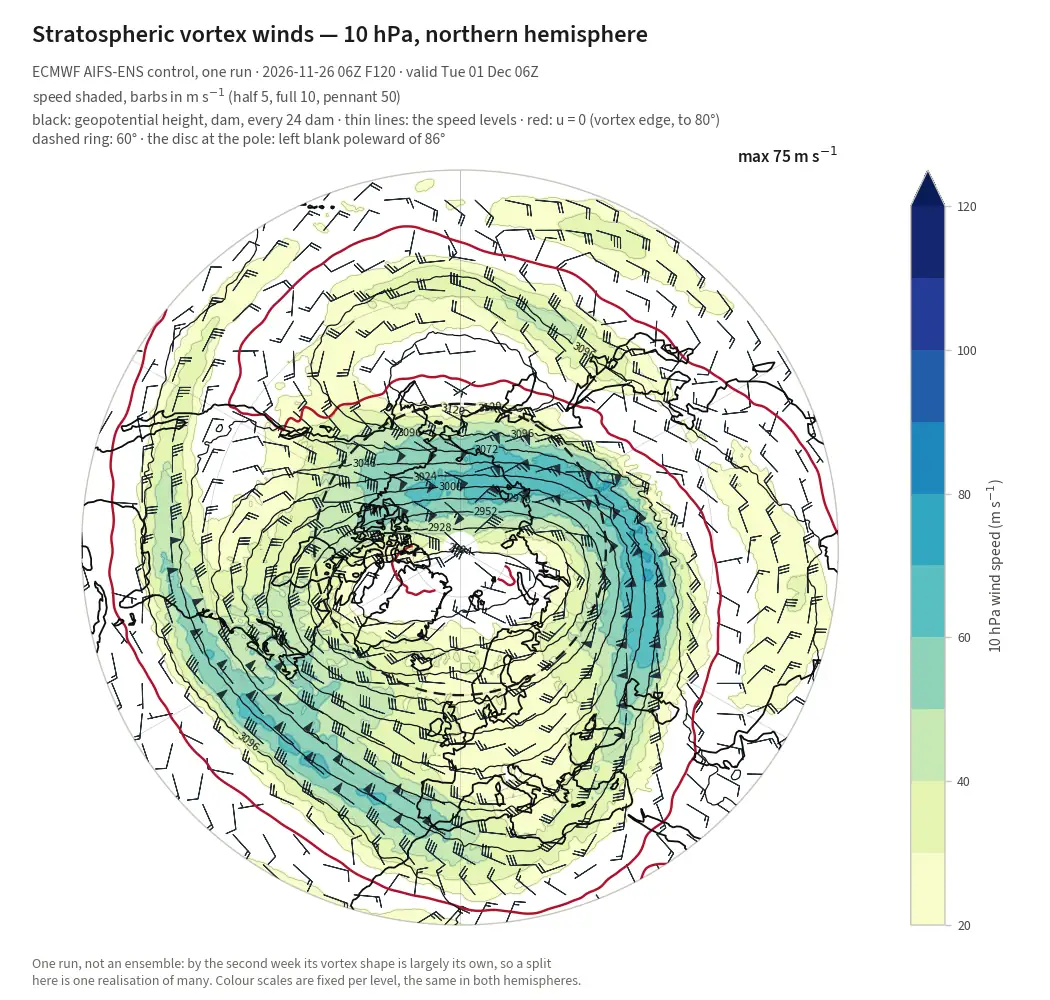 Stratospheric vortex winds — 10 hPa, northern hemisphere
ECMWF AIFS-ENS control, one run · 2026-11-26 06Z F120 · valid Tue 01 Dec 06Z
speed shaded, barbs in m s⁻¹ (half 5, full 10, pennant 50)
black: geopotential height, dam, every 24 dam · thin lines: the speed levels · red: u = 0 (vortex edge, to 80°)
dashed ring: 60° · the disc at the pole: left blank poleward of 86°
max 75 m s⁻¹
120
100
80
60
40
20
10 hPa wind speed (m s⁻¹)
3120
3096
3096
3072
3048
3024
3000
2976
2952
2928
3096
One run, not an ensemble: by the second week its vortex shape is largely its own, so a split
here is one realisation of many. Colour scales are fixed per level, the same in both hemispheres.